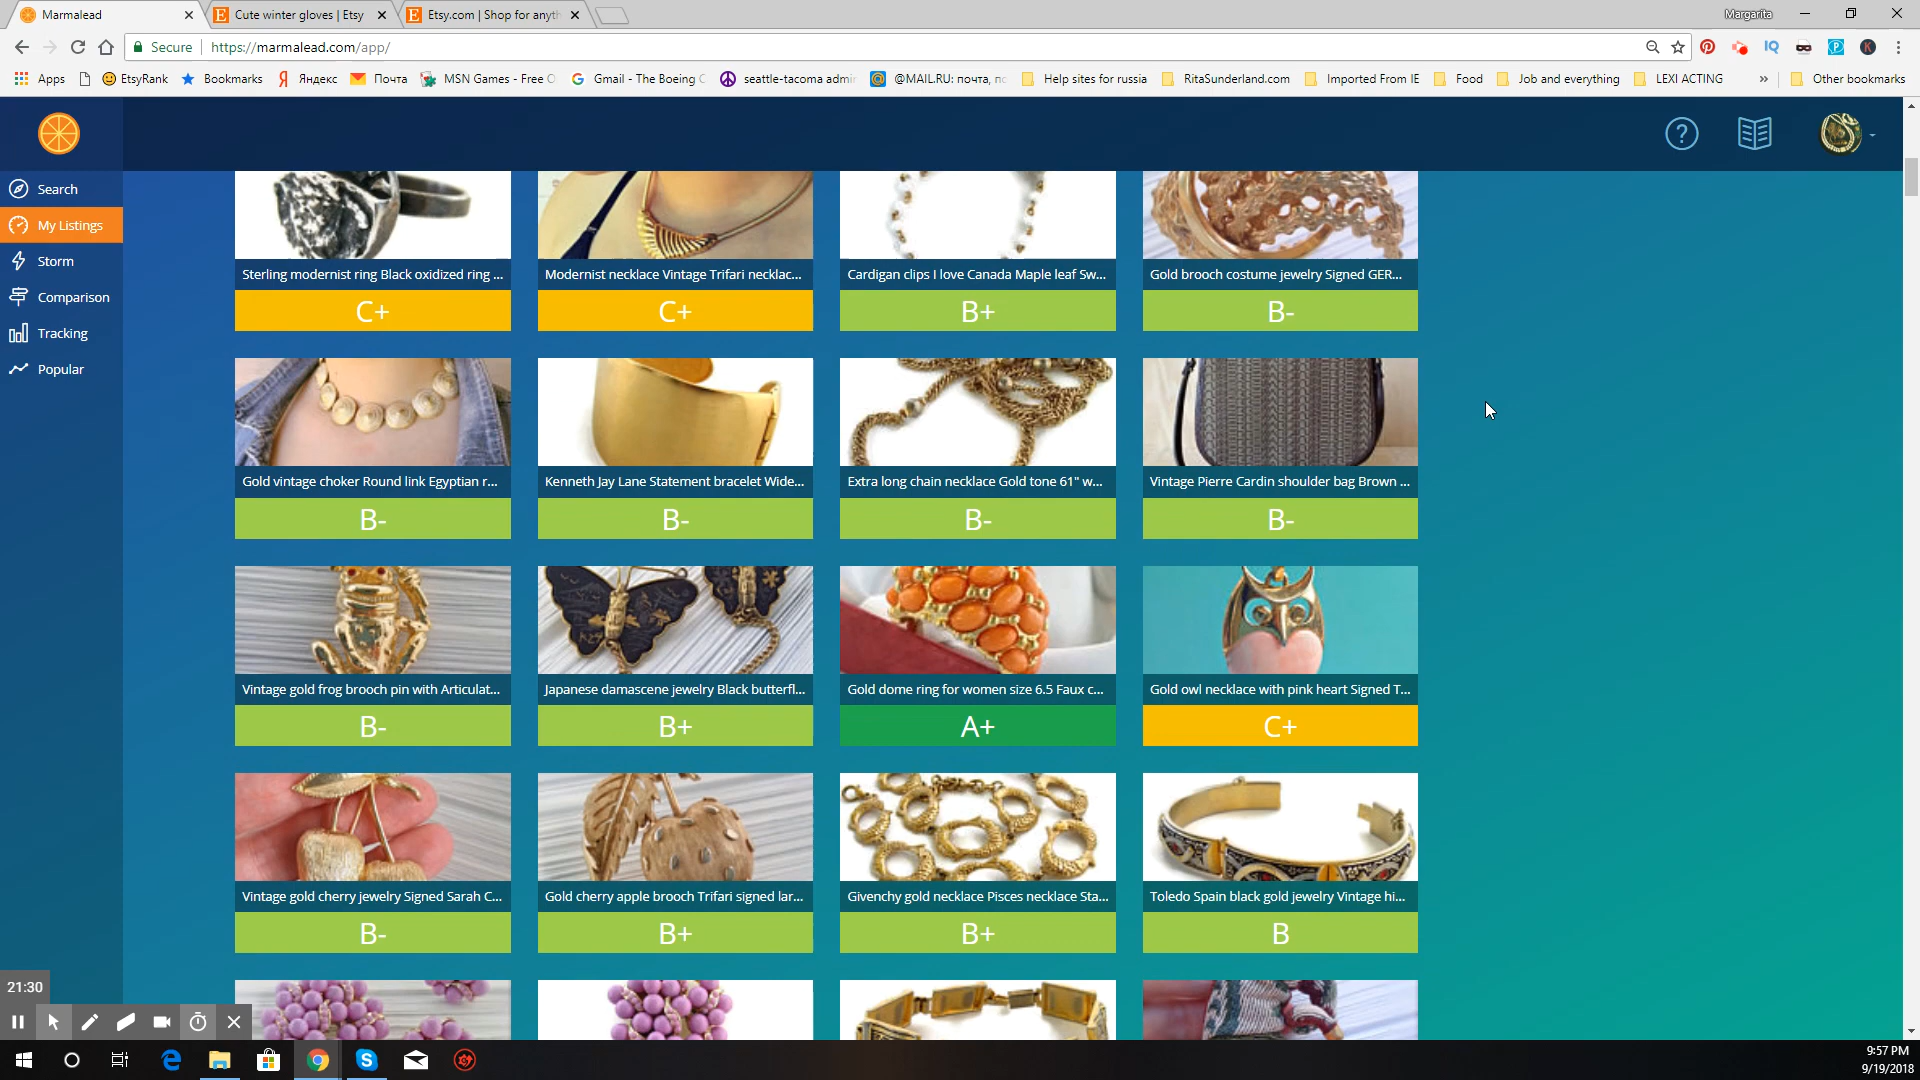 Marmalead
Cute winter gloves | Etsy
Etsy.com | Shop for anyth
Margarita
Secure
https://marmalead.com/app/
Apps
EtsyRank
Bookmarks
Яндекс
Почта
MSN Games - Free O
Gmail - The Boeing C
seattle-tacoma admi
@MAIL.RU: почта, по
Help sites for russia
RitaSunderland.com
Imported From IE
Food
Job and everything
LEXI ACTING
»
Other bookmarks
Search
My Listings
Storm
Comparison
Tracking
Popular
Sterling modernist ring Black oxidized ring ...
Modernist necklace Vintage Trifari necklac...
Cardigan clips I love Canada Maple leaf Sw...
Gold brooch costume jewelry Signed GER...
C+
C+
B+
B-
Gold vintage choker Round link Egyptian r...
Kenneth Jay Lane Statement bracelet Wide...
Extra long chain necklace Gold tone 61" w...
Vintage Pierre Cardin shoulder bag Brown ...
B-
B-
B-
B-
Vintage gold frog brooch pin with Articulat...
Japanese damascene jewelry Black butterfl...
Gold dome ring for women size 6.5 Faux c...
Gold owl necklace with pink heart Signed T...
B-
B+
A+
C+
Vintage gold cherry jewelry Signed Sarah C...
Gold cherry apple brooch Trifari signed lar...
Givenchy gold necklace Pisces necklace Sta...
Toledo Spain black gold jewelry Vintage hi...
B-
B+
B+
B
21:30
9:57 PM
9/19/2018